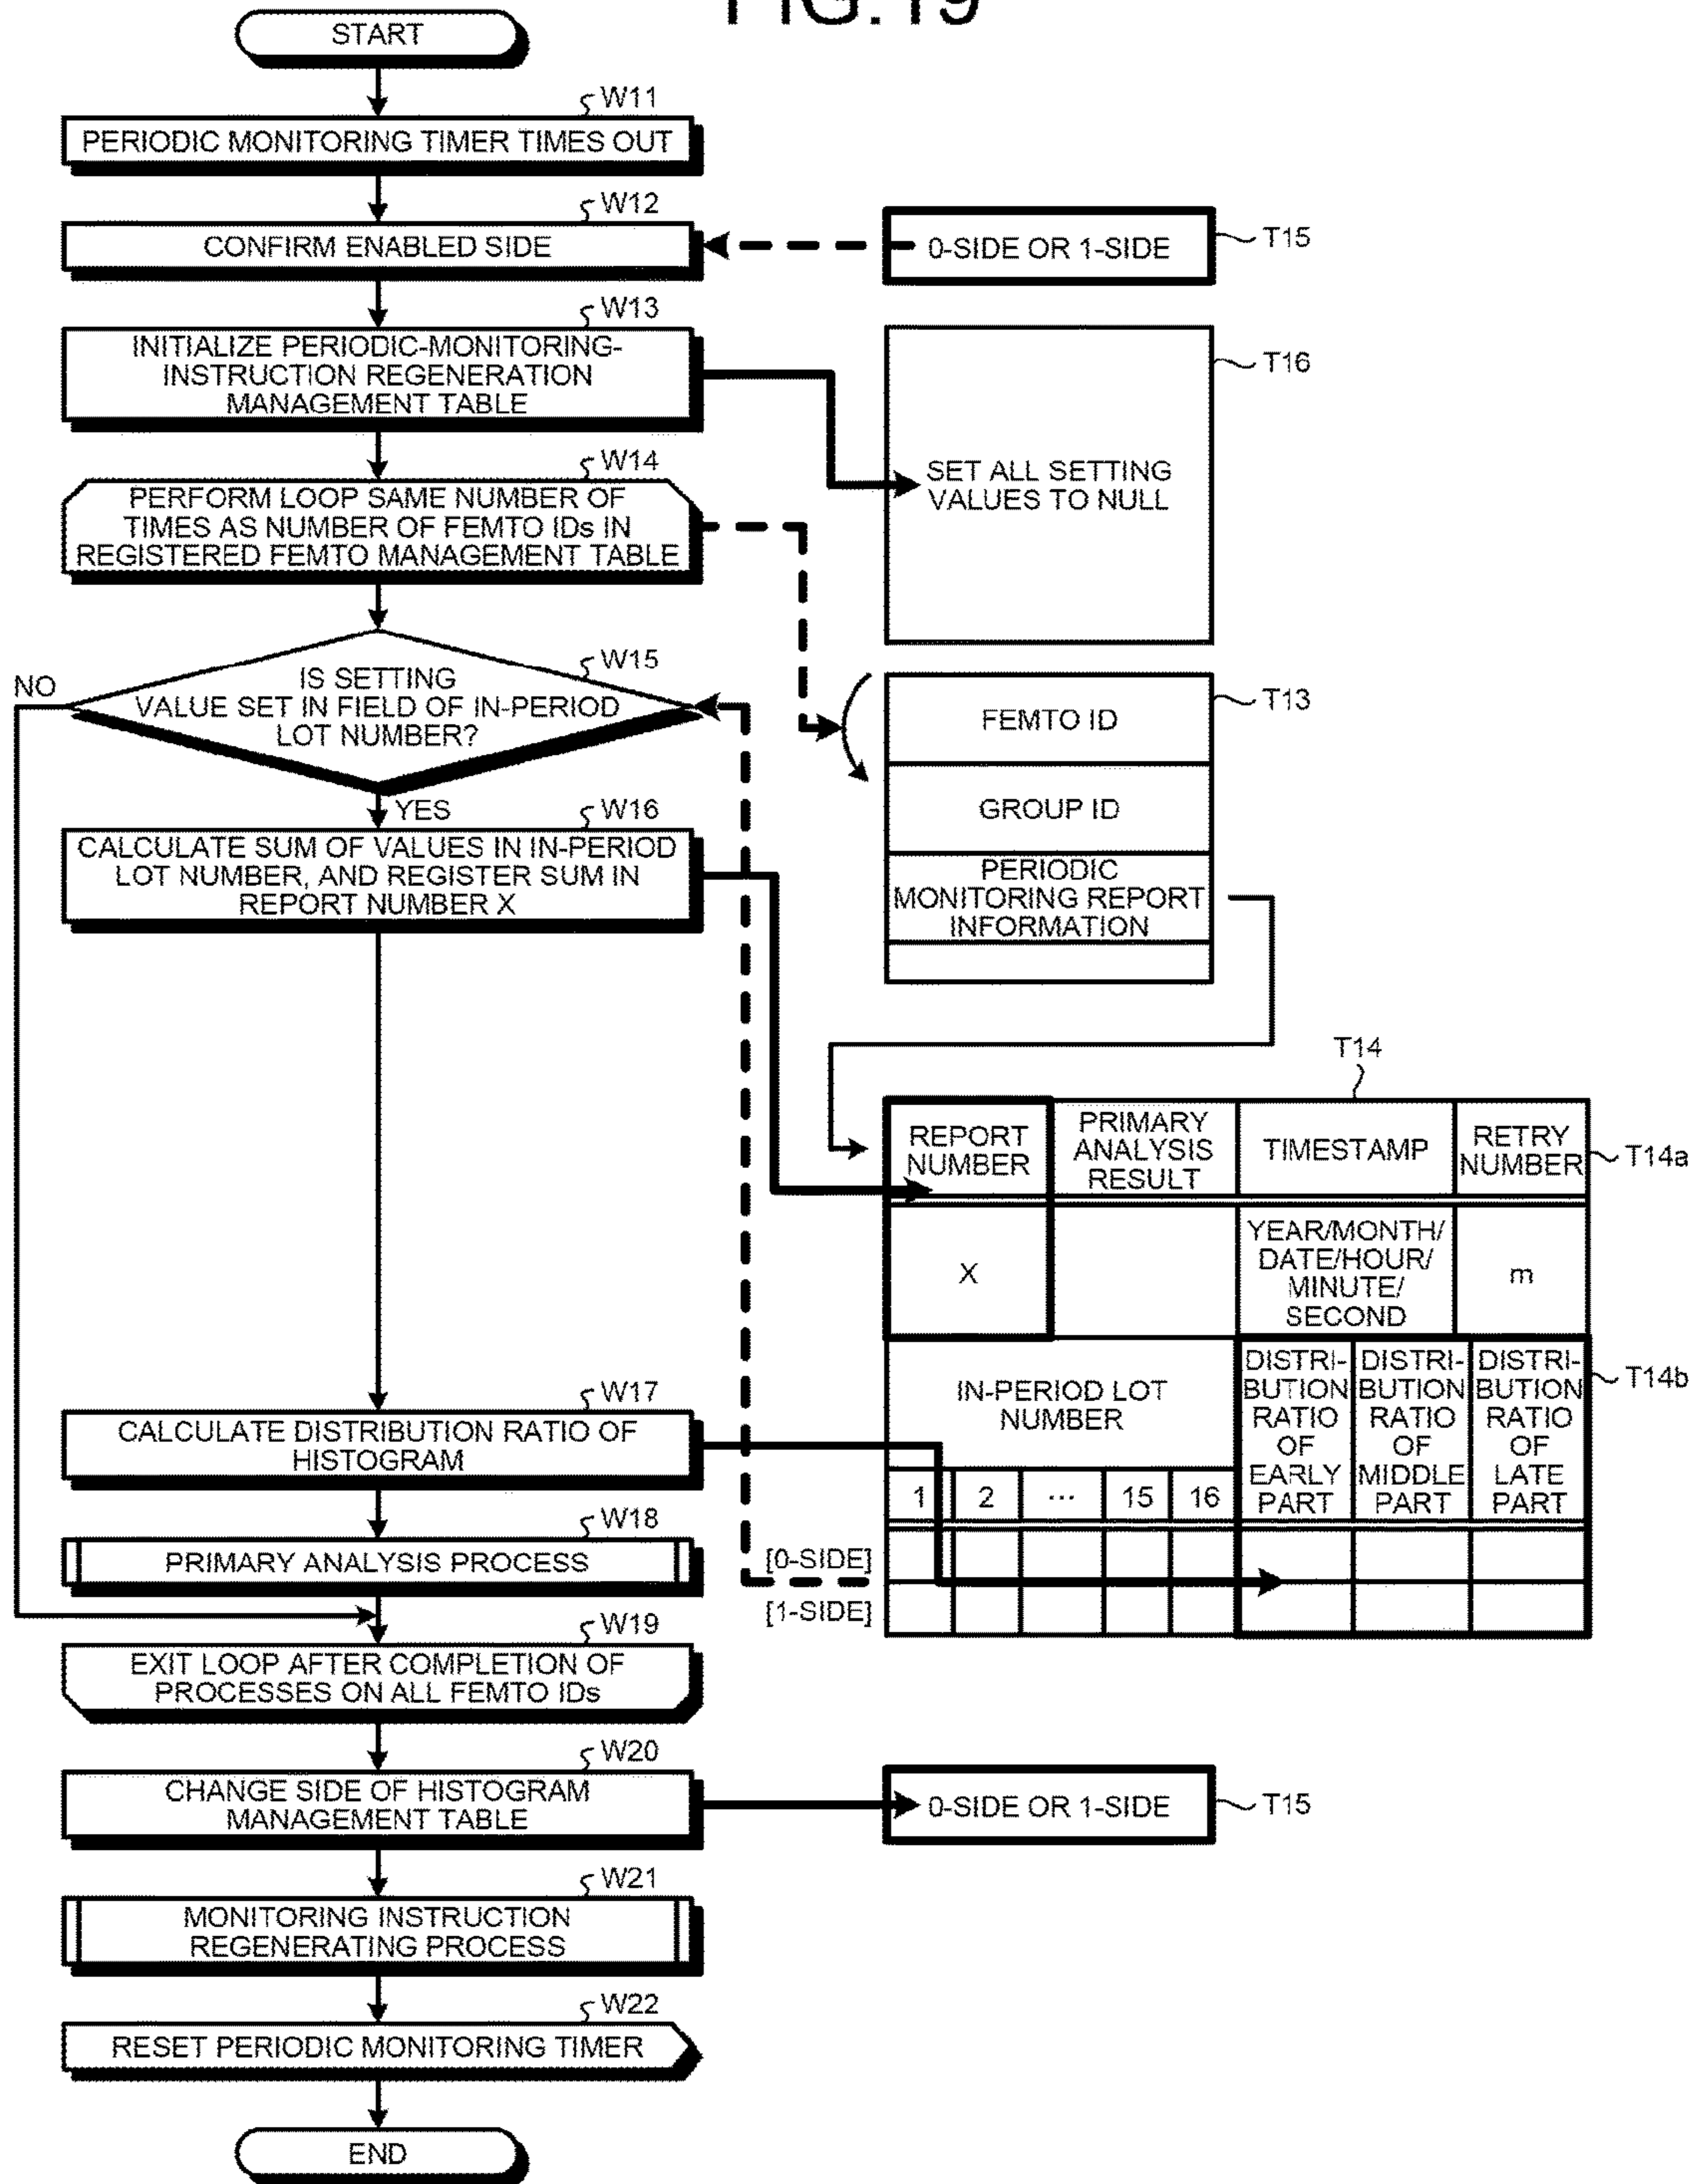 FIG.19
START
W11
PERIODIC MONITORING TIMER TIMES OUT
W12
CONFIRM ENABLED SIDE
0-SIDE OR 1-SIDE
T15
W13
INITIALIZE PERIODIC-MONITORING-
INSTRUCTION REGENERATION
MANAGEMENT TABLE
T16
SET ALL SETTING
VALUES TO NULL
W14
PERFORM LOOP SAME NUMBER OF
TIMES AS NUMBER OF FEMTO IDs IN
REGISTERED FEMTO MANAGEMENT TABLE
W15
IS SETTING
VALUE SET IN FIELD OF IN-PERIOD
LOT NUMBER?
NO
YES
T13
FEMTO ID
GROUP ID
PERIODIC
MONITORING REPORT
INFORMATION
W16
CALCULATE SUM OF VALUES IN IN-PERIOD
LOT NUMBER, AND REGISTER SUM IN
REPORT NUMBER X
T14
REPORT
NUMBER
PRIMARY
ANALYSIS
RESULT
TIMESTAMP
RETRY
NUMBER
T14a
X
YEAR/MONTH/
DATE/HOUR/
MINUTE/
SECOND
m
IN-PERIOD LOT
NUMBER
DISTRI-
BUTION
RATIO
OF
EARLY
PART
DISTRI-
BUTION
RATIO
OF
MIDDLE
PART
DISTRI-
BUTION
RATIO
OF
LATE
PART
T14b
1
2
...
15
16
[0-SIDE]
[1-SIDE]
W17
CALCULATE DISTRIBUTION RATIO OF
HISTOGRAM
W18
PRIMARY ANALYSIS PROCESS
W19
EXIT LOOP AFTER COMPLETION OF
PROCESSES ON ALL FEMTO IDs
W20
CHANGE SIDE OF HISTOGRAM
MANAGEMENT TABLE
0-SIDE OR 1-SIDE
T15
W21
MONITORING INSTRUCTION
REGENERATING PROCESS
W22
RESET PERIODIC MONITORING TIMER
END